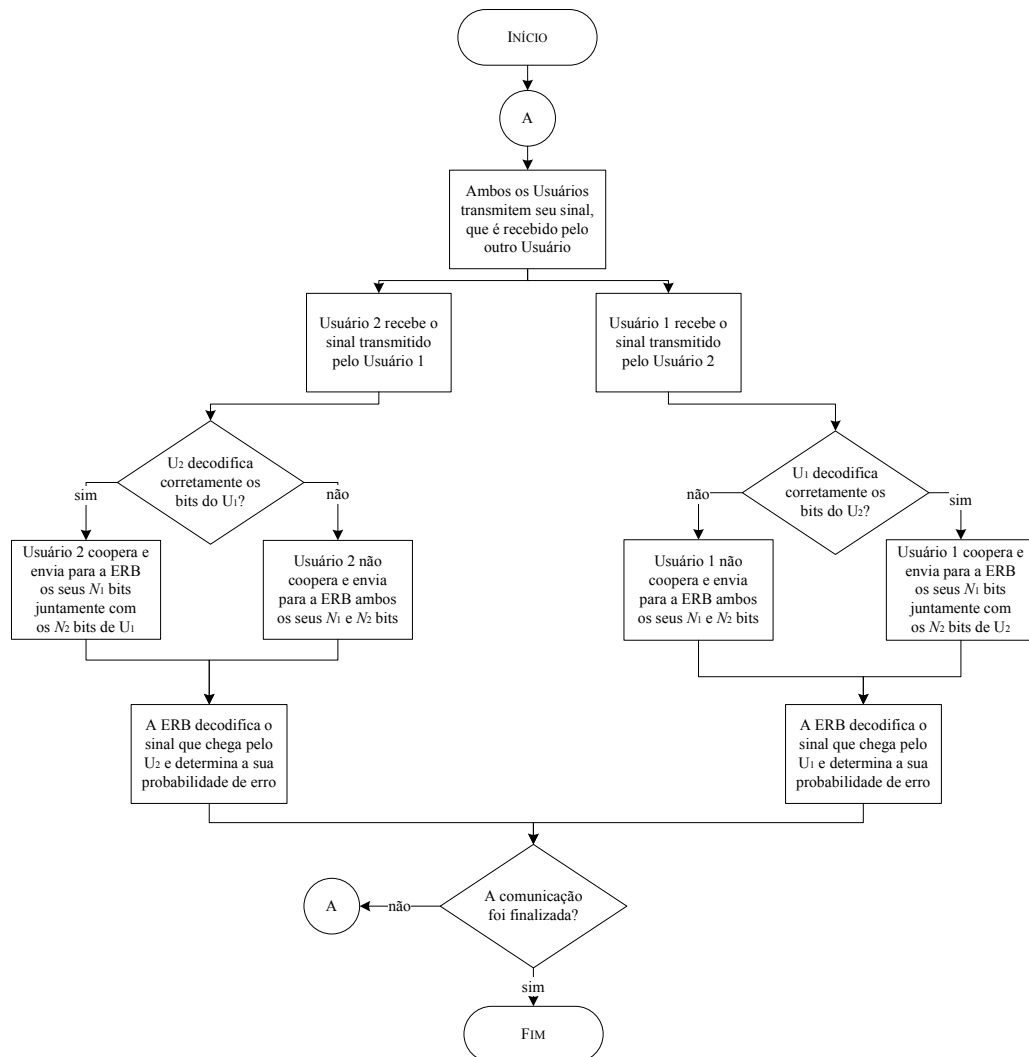 INÍCIO
A
Ambos os Usuários
transmitem seu sinal,
que é recebido pelo
outro Usuário
Usuário 2 recebe o
sinal transmitido
pelo Usuário 1
Usuário 1 recebe o
sinal transmitido
pelo Usuário 2
U2 decodifica
corretamente os
bits do U1?
sim
não
U1 decodifica
corretamente os
bits do U2?
não
sim
Usuário 2 coopera e
envia para a ERB
os seus N1 bits
juntamente com
os N2 bits de U1
Usuário 2 não
coopera e envia
para a ERB ambos
os seus N1 e N2 bits
Usuário 1 não
coopera e envia
para a ERB ambos
os seus N1 e N2 bits
Usuário 1 coopera e
envia para a ERB
os seus N1 bits
juntamente com
os N2 bits de U2
A ERB decodifica o
sinal que chega pelo
U2 e determina a sua
probabilidade de erro
A ERB decodifica o
sinal que chega pelo
U1 e determina a sua
probabilidade de erro
A comunicação
foi finalizada?
não
A
sim
FIM